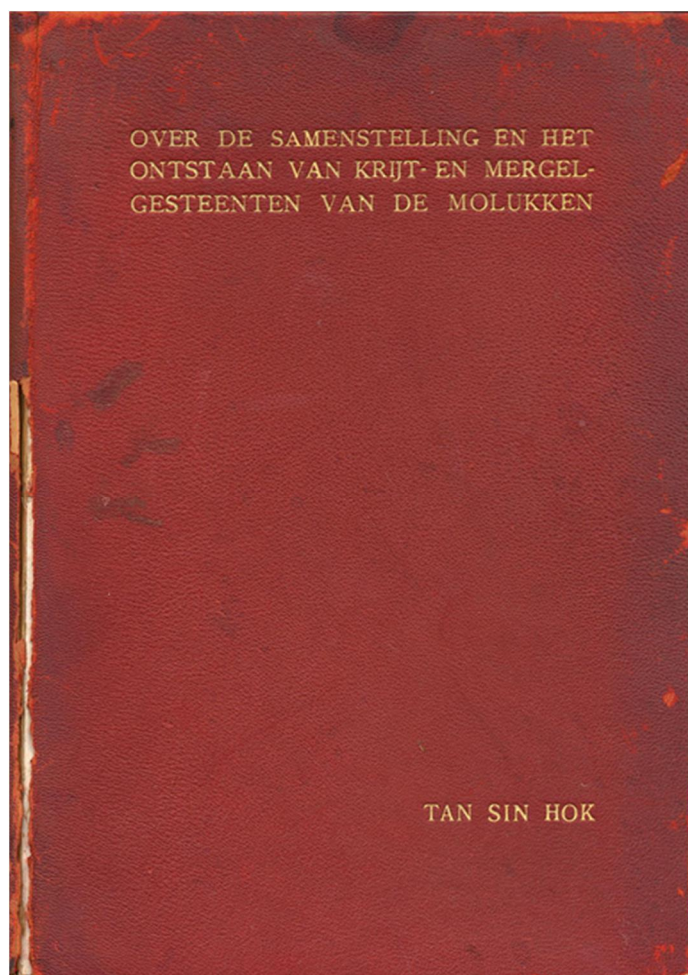 OVER DE SAMENSTELLING EN HET
ONTSTAAN VAN KRIJT- EN MERGEL-
GESTEENTEN VAN DE MOLUKKEN
TAN SIN HOK